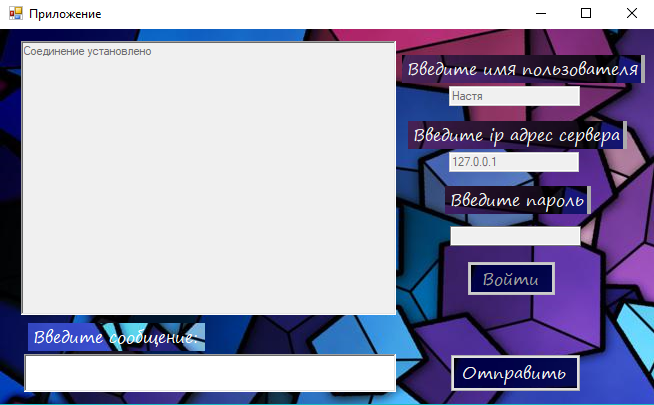 Приложение
Соединение установлено
Введите имя пользователя
Настя
Введите ip адрес сервера
127.0.0.1
Введите пароль
Войти
Введите сообщение:
Отправить